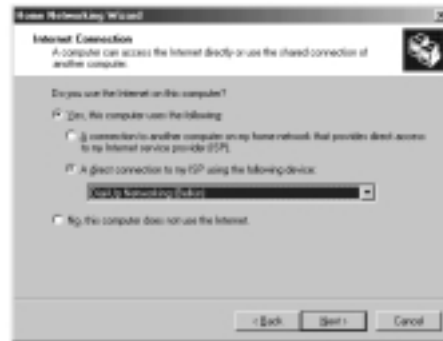 Home Networking Wizard
Internet Connection
A computer can access the Internet directly or use the shared connection of
another computer.
Do you use the Internet on this computer?
Yes, this computer uses the following:
A connection to another computer on my home network that provides direct access
to my Internet service provider (ISP).
A direct connection to my ISP using the following device:
Dial-Up Networking
No, this computer does not use the Internet.
< Back
Next >
Cancel